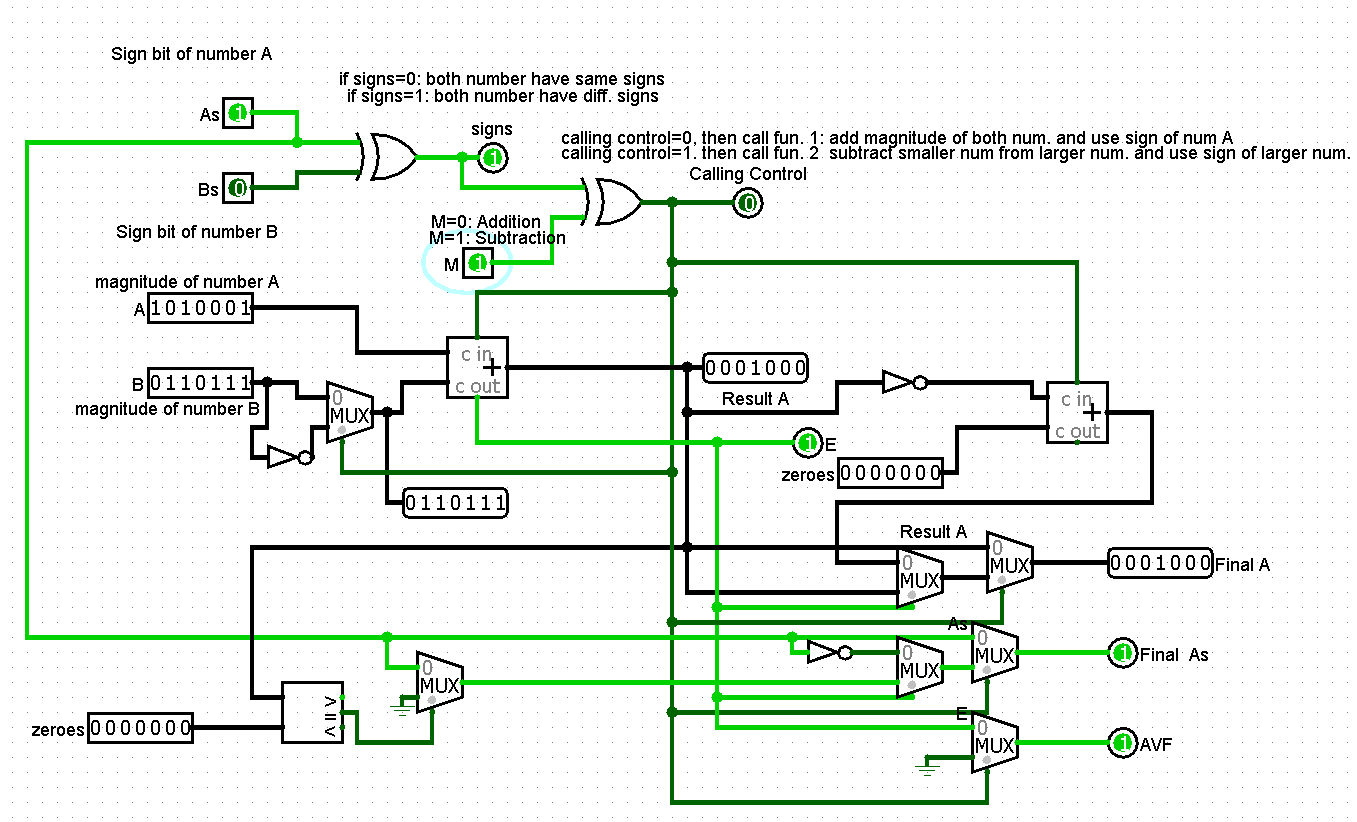 Sign bit of number A
if signs=0: both number have same signs
if signs=1: both number have diff. signs
As 1
signs
1
calling control=0, then call fun. 1: add magnitude of both num. and use sign of num A
calling control=1. then call fun. 2 subtract smaller num from larger num. and use sign of larger num.
Calling Control
0
Bs 0
Sign bit of number B
M=0: Addition
M=1: Subtraction
M 1
magnitude of number A
A 1010001
c in
+
c out
0001000
Result A
B 0110111
magnitude of number B
0
MUX
1 E
c in
+
c out
zeroes 0000000
0110111
Result A
0
MUX
0
MUX
0001000 Final A
As
0
MUX
0
MUX
0
MUX
1 Final As
zeroes 0000000
< = >
E
0
MUX
1 AVF